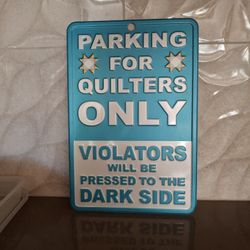 PARKING
FOR
QUILTERS
ONLY
VIOLATORS
WILL BE
PRESSED TO THE
DARK SIDE